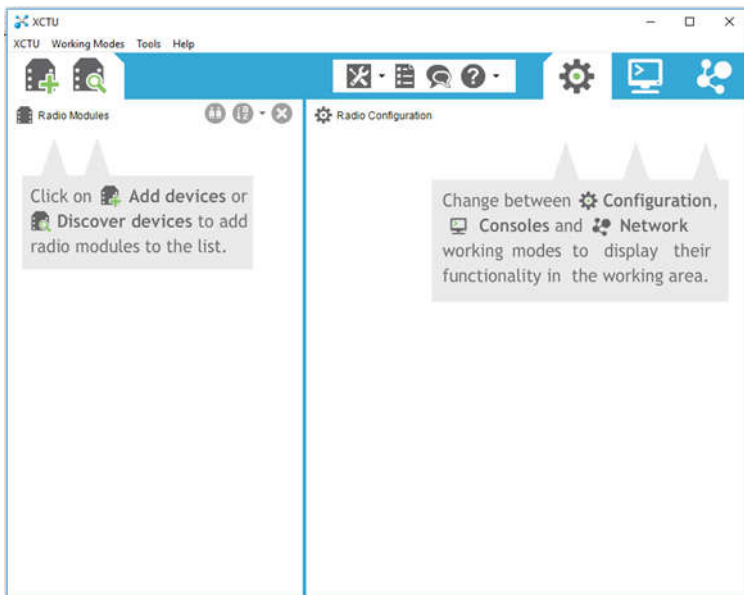 XCTU
XCTU Working Modes Tools Help
Radio Modules
Radio Configuration
Click on Add devices or
Discover devices to add
radio modules to the list.
Change between Configuration,
Consoles and Network
working modes to display their
functionality in the working area.